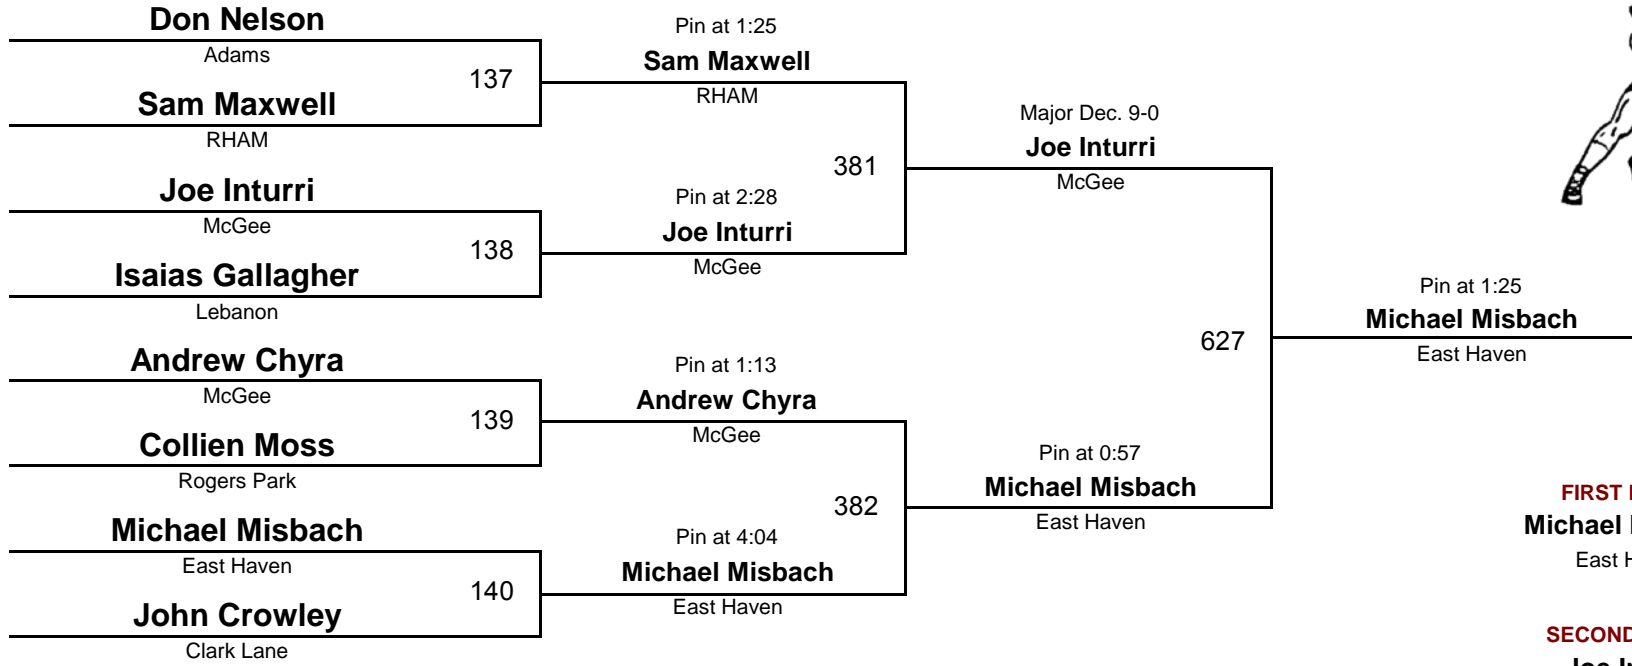 Don Nelson
Adams
137
Sam Maxwell
RHAM
Joe Inturri
McGee
138
Isaias Gallagher
Lebanon
Andrew Chyra
McGee
139
Collien Moss
Rogers Park
Michael Misbach
East Haven
140
John Crowley
Clark Lane
Pin at 1:25
Sam Maxwell
RHAM
381
Pin at 2:28
Joe Inturri
McGee
Pin at 1:13
Andrew Chyra
McGee
382
Pin at 4:04
Michael Misbach
East Haven
Major Dec. 9-0
Joe Inturri
McGee
627
Pin at 0:57
Michael Misbach
East Haven
Pin at 1:25
Michael Misbach
East Haven
FIRST
Michael
East
SECOND
Joe